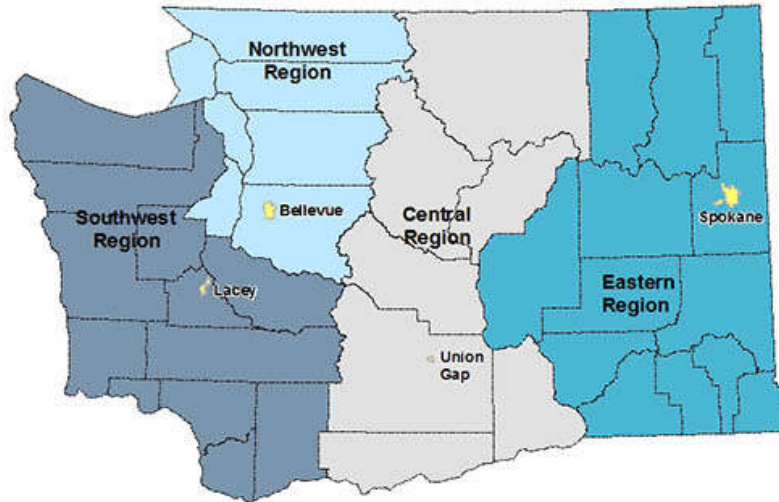 Northwest
Region
Bellevue
Southwest
Region
Central
Region
Spokane
Lacey
Eastern
Region
Union
Gap